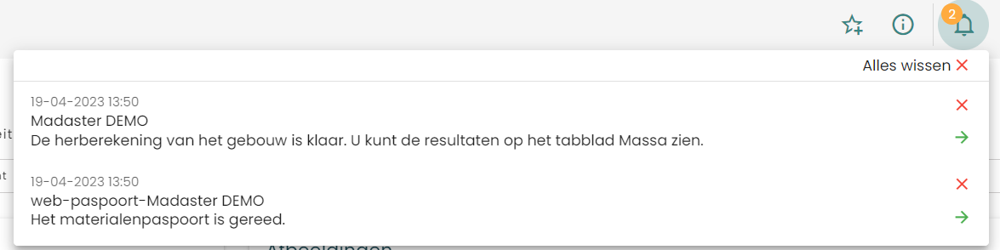 2
Alles wissen
19-04-2023 13:50
Madaster DEMO
De herberekening van het gebouw is klaar. U kunt de resultaten op het tabblad Massa zien.
19-04-2023 13:50
web-paspoort-Madaster DEMO
Het materialenpaspoort is gereed.
Afbeeldingen